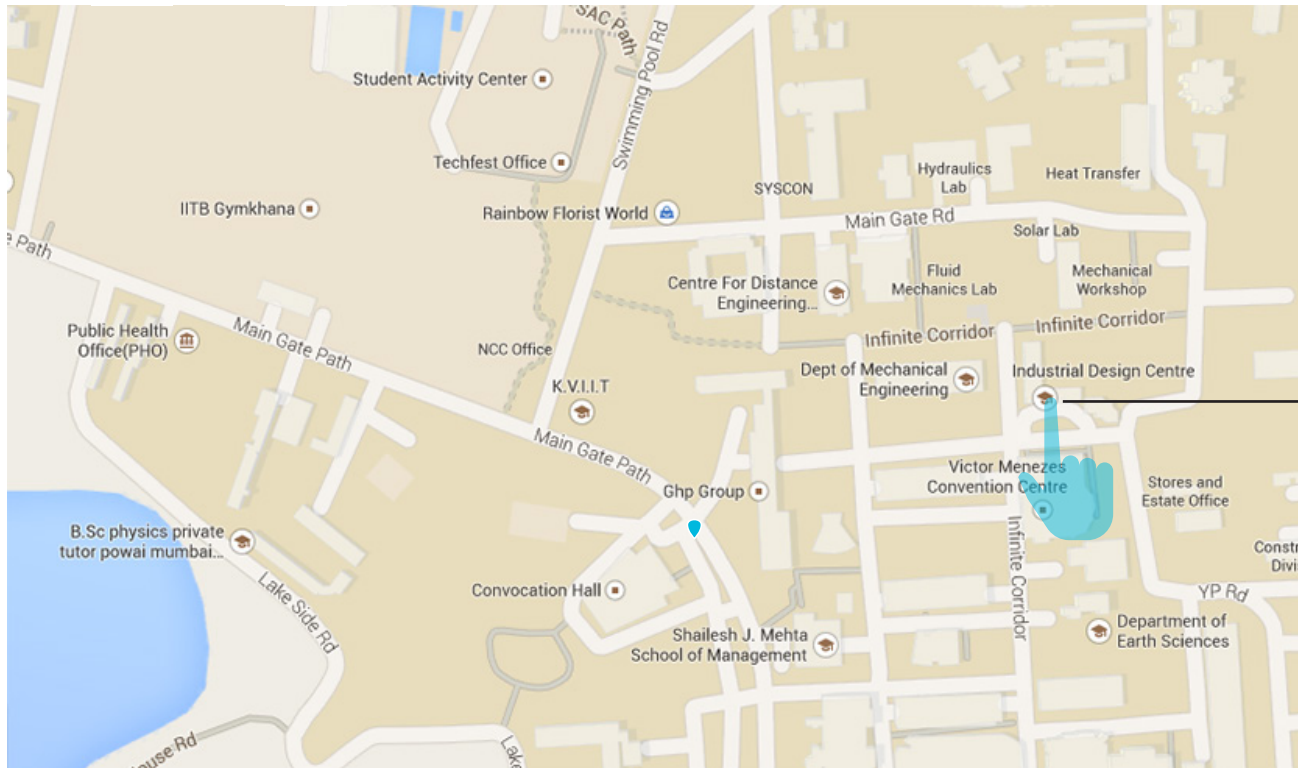 SAC Path
Swimming Pool Rd
Student Activity Center
Techfest Office
Hydraulics
Lab
Heat Transfer
SYSCON
IITB Gymkhana
Rainbow Florist World
Main Gate Rd
Solar Lab
e Path
Centre For Distance
Engineering...
Fluid
Mechanics Lab
Mechanical
Workshop
Public Health
Office(PHO)
Main Gate Path
NCC Office
Infinite Corridor
Infinite Corridor
K.V.I.I.T
Dept of Mechanical
Engineering
Industrial Design Centre
Main Gate Path
Victor Menezes
Convention Centre
Ghp Group
Stores and
Estate Office
B.Sc physics private
tutor powai mumbai...
Infinite Corridor
Constr
Divi
Lake Side Rd
Convocation Hall
YP Rd
Shailesh J. Mehta
School of Management
Department of
Earth Sciences
ouse Rd
Lake